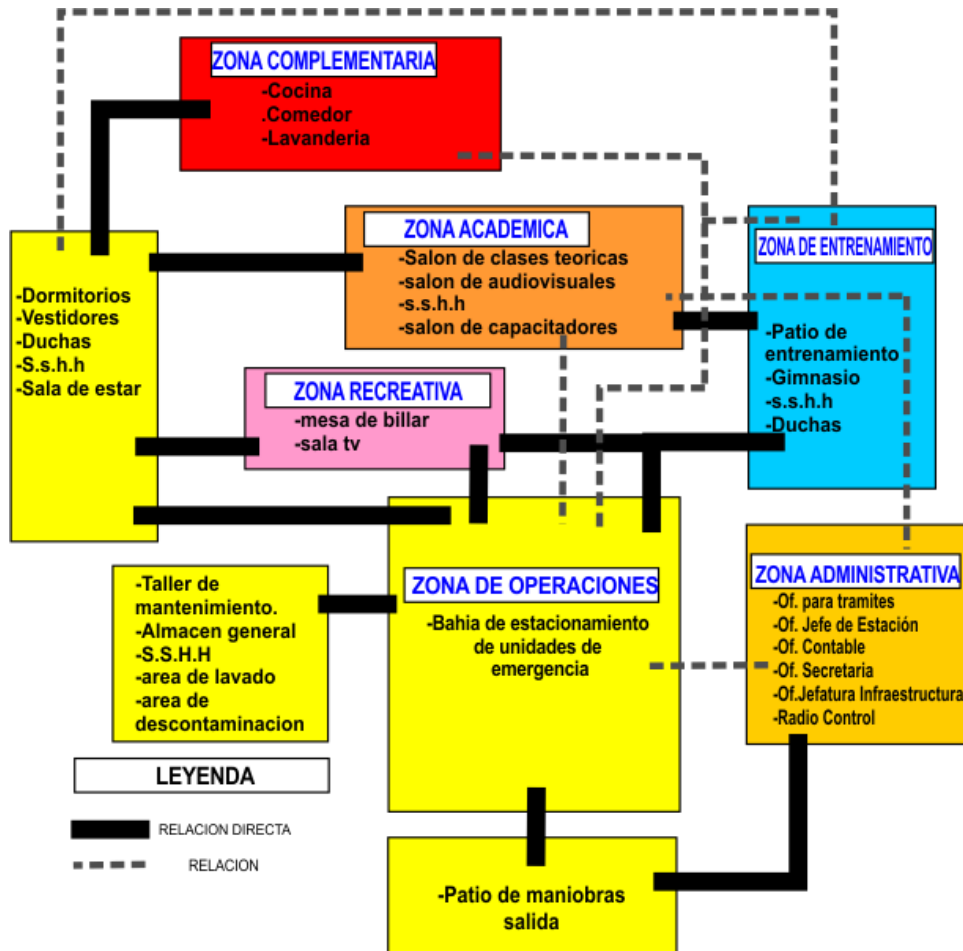 ZONA COMPLEMENTARIA
-Cocina
.Comedor
-Lavanderia
ZONA ACADEMICA
-Salon de clases teoricas
-salon de audiovisuales
-s.s.h.h
-salon de capacitadores
ZONA DE ENTRENAMIENTO
-Patio de
entrenamiento
-Gimnasio
-s.s.h.h
-Duchas
-Dormitorios
-Vestidores
-Duchas
-S.s.h.h
-Sala de estar
ZONA RECREATIVA
-mesa de billar
-sala tv
-Taller de
mantenimiento.
-Almacen general
-S.S.H.H
-area de lavado
-area de
descontaminacion
ZONA DE OPERACIONES
-Bahia de estacionamiento
de unidades de
emergencia
ZONA ADMINISTRATIVA
-Of. para tramites
-Of. Jefe de Estación
-Of. Contable
-Of. Secretaria
-Of.Jefatura Infraestructura
-Radio Control
LEYENDA
RELACION DIRECTA
RELACION
-Patio de maniobras
salida